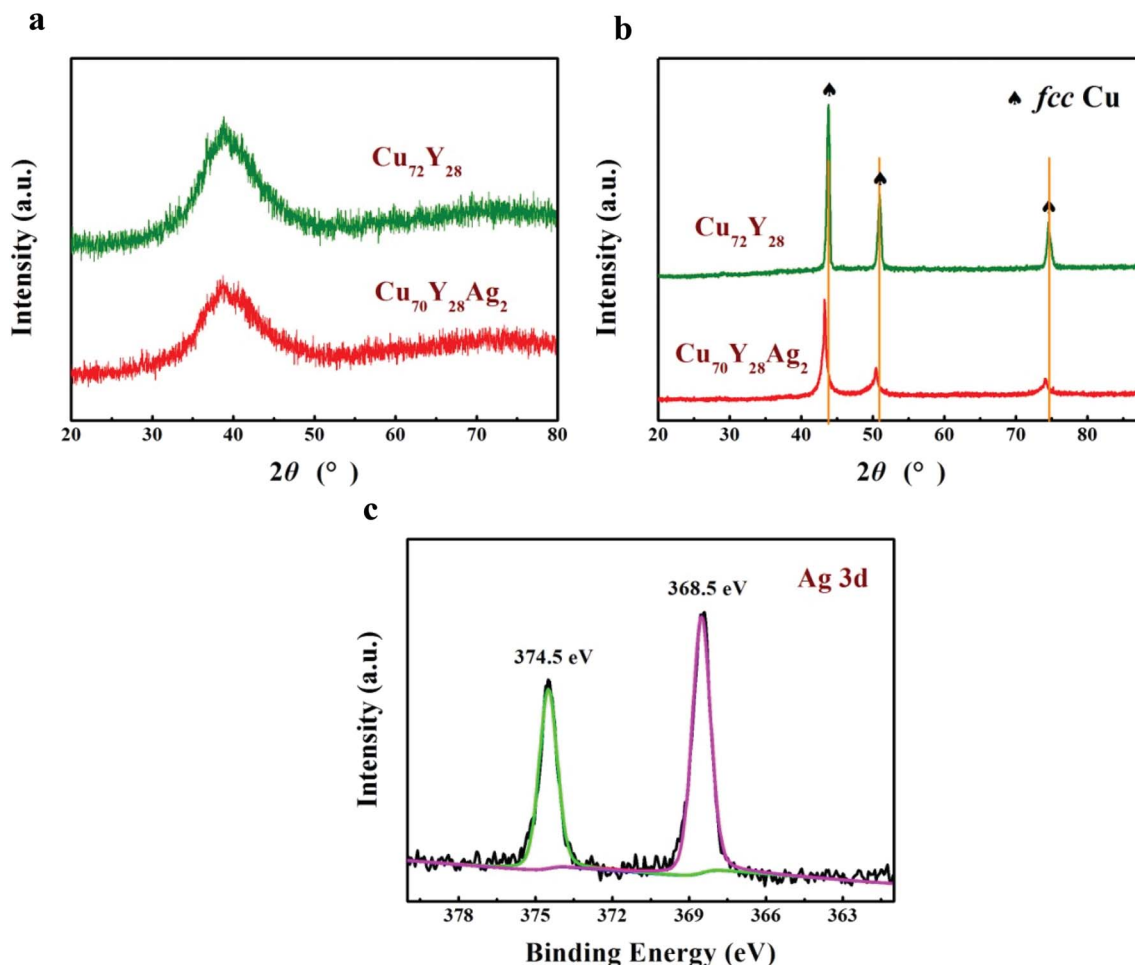 a
Intensity (a.u.)
Cu₇₂Y₂₈
Cu₇₀Y₂₈Ag₂
20 30 40 50 60 70 80
2θ (° )
b
Intensity (a.u.)
♠ fcc Cu
Cu₇₂Y₂₈
Cu₇₀Y₂₈Ag₂
20 30 40 50 60 70 80
2θ (° )
c
Intensity (a.u.)
Ag 3d
368.5 eV
374.5 eV
378 375 372 369 366 363
Binding Energy (eV)